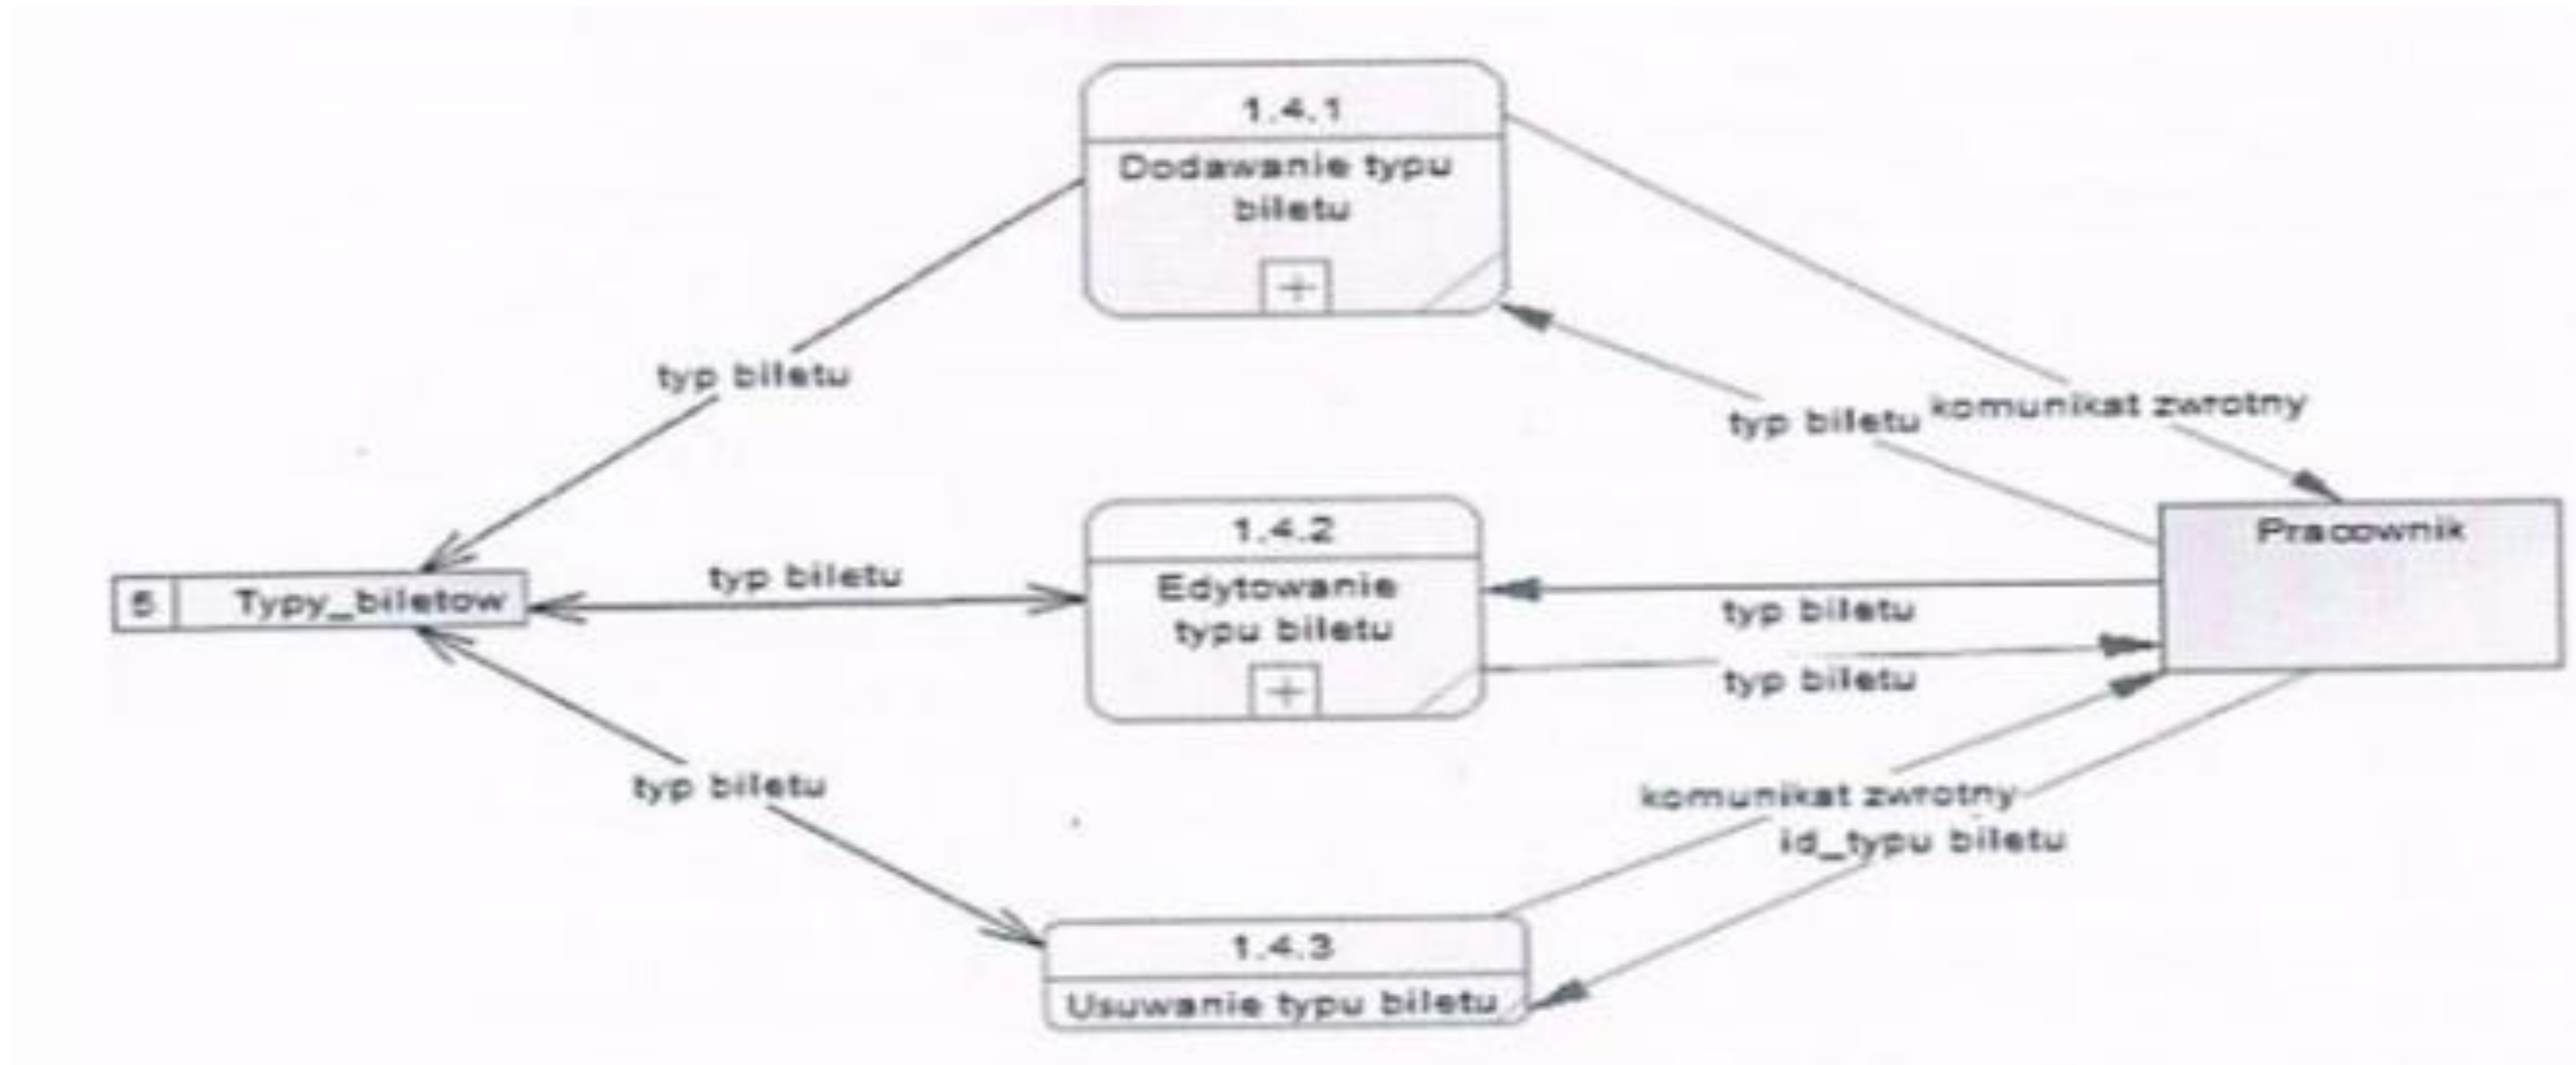 1.4.1
Dodawanie typu
biletu
typ biletu
komunikat zwrotny
typ biletu
1.4.2
Edytowanie
typu biletu
Pracownik
5
Typy_biletow
typ biletu
typ biletu
typ biletu
typ biletu
komunikat zwrotny
id_typu biletu
1.4.3
Usuwanie typu biletu